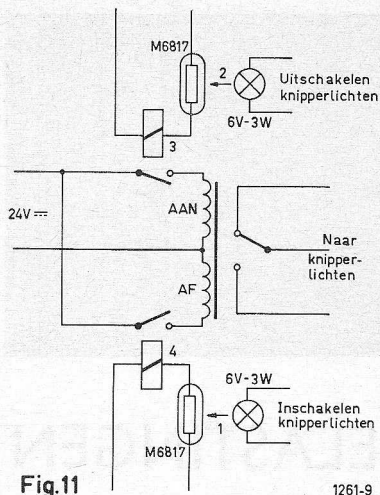 M6817
2
Uitschakelen
knipperlichten
6V-3W
3
AAN
24V
Naar
knipper-
lichten
AF
4
6V-3W
Inschakelen
knipperlichten
1
M6817
Fig.11
1261-9